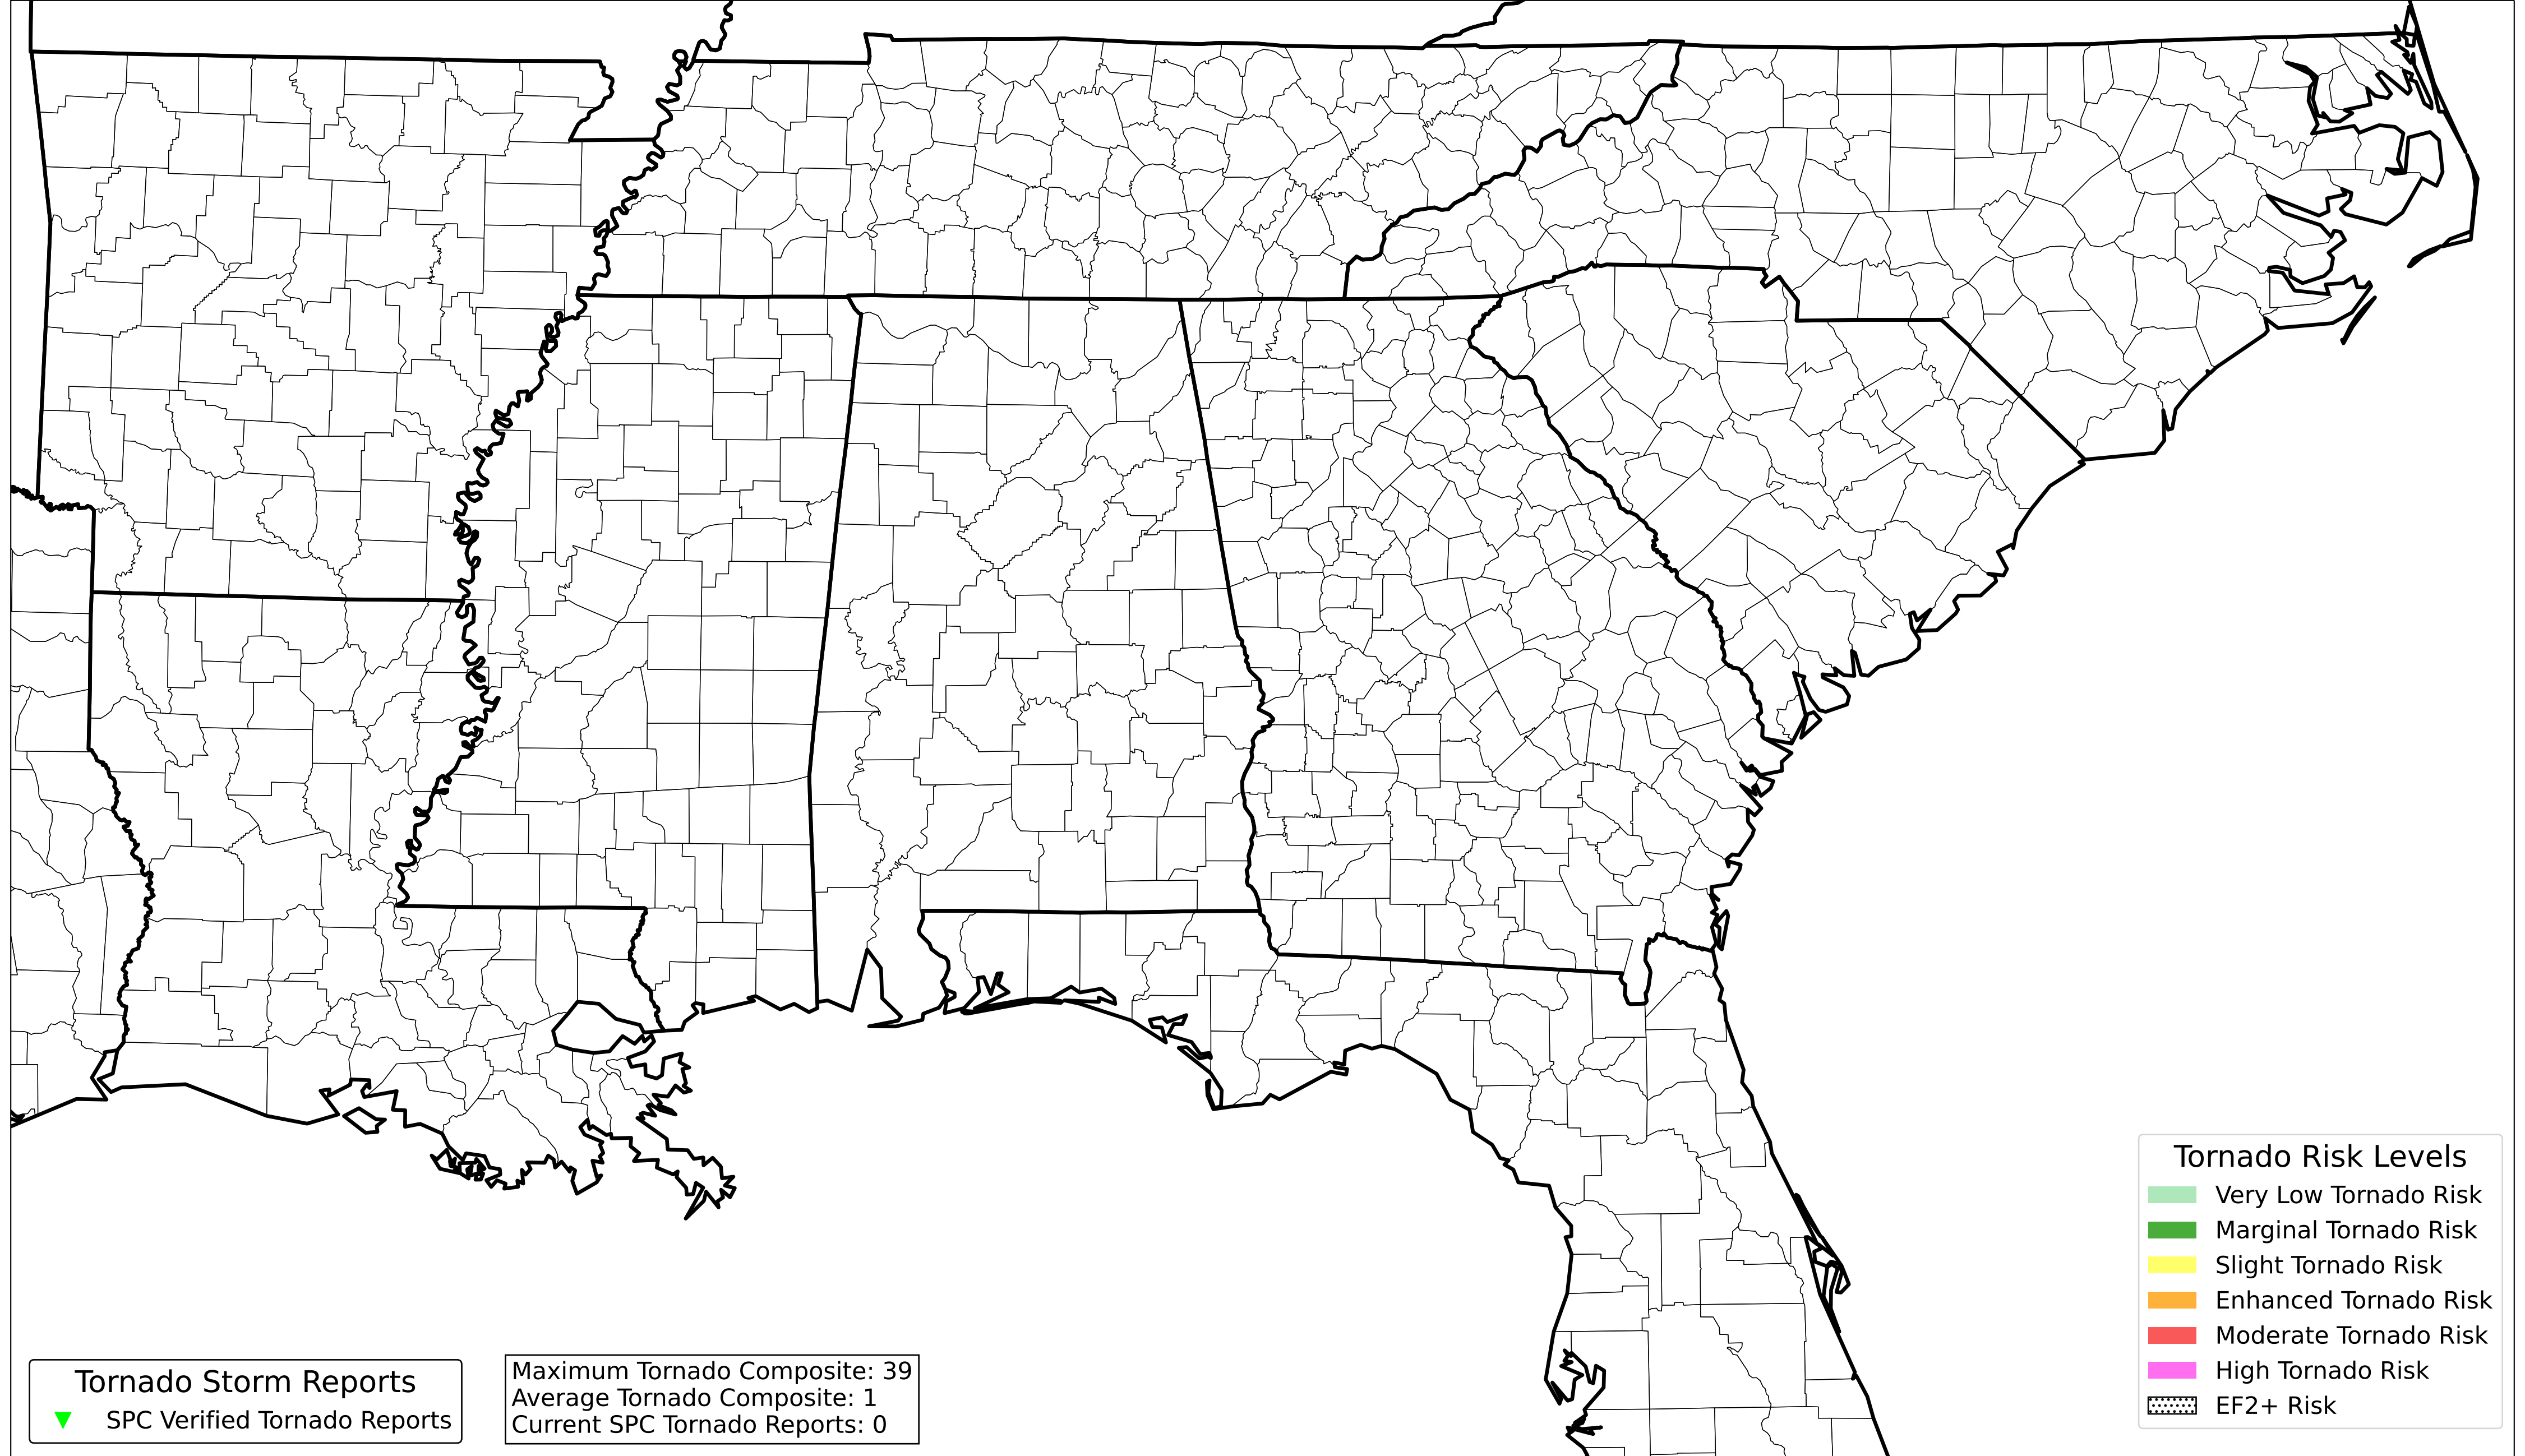 Tornado Storm Reports
SPC Verified Tornado Reports
Maximum Tornado Composite: 39
Average Tornado Composite: 1
Current SPC Tornado Reports: 0
Tornado Risk Levels
Very Low Tornado Risk
Marginal Tornado Risk
Slight Tornado Risk
Enhanced Tornado Risk
Moderate Tornado Risk
High Tornado Risk
EF2+ Risk